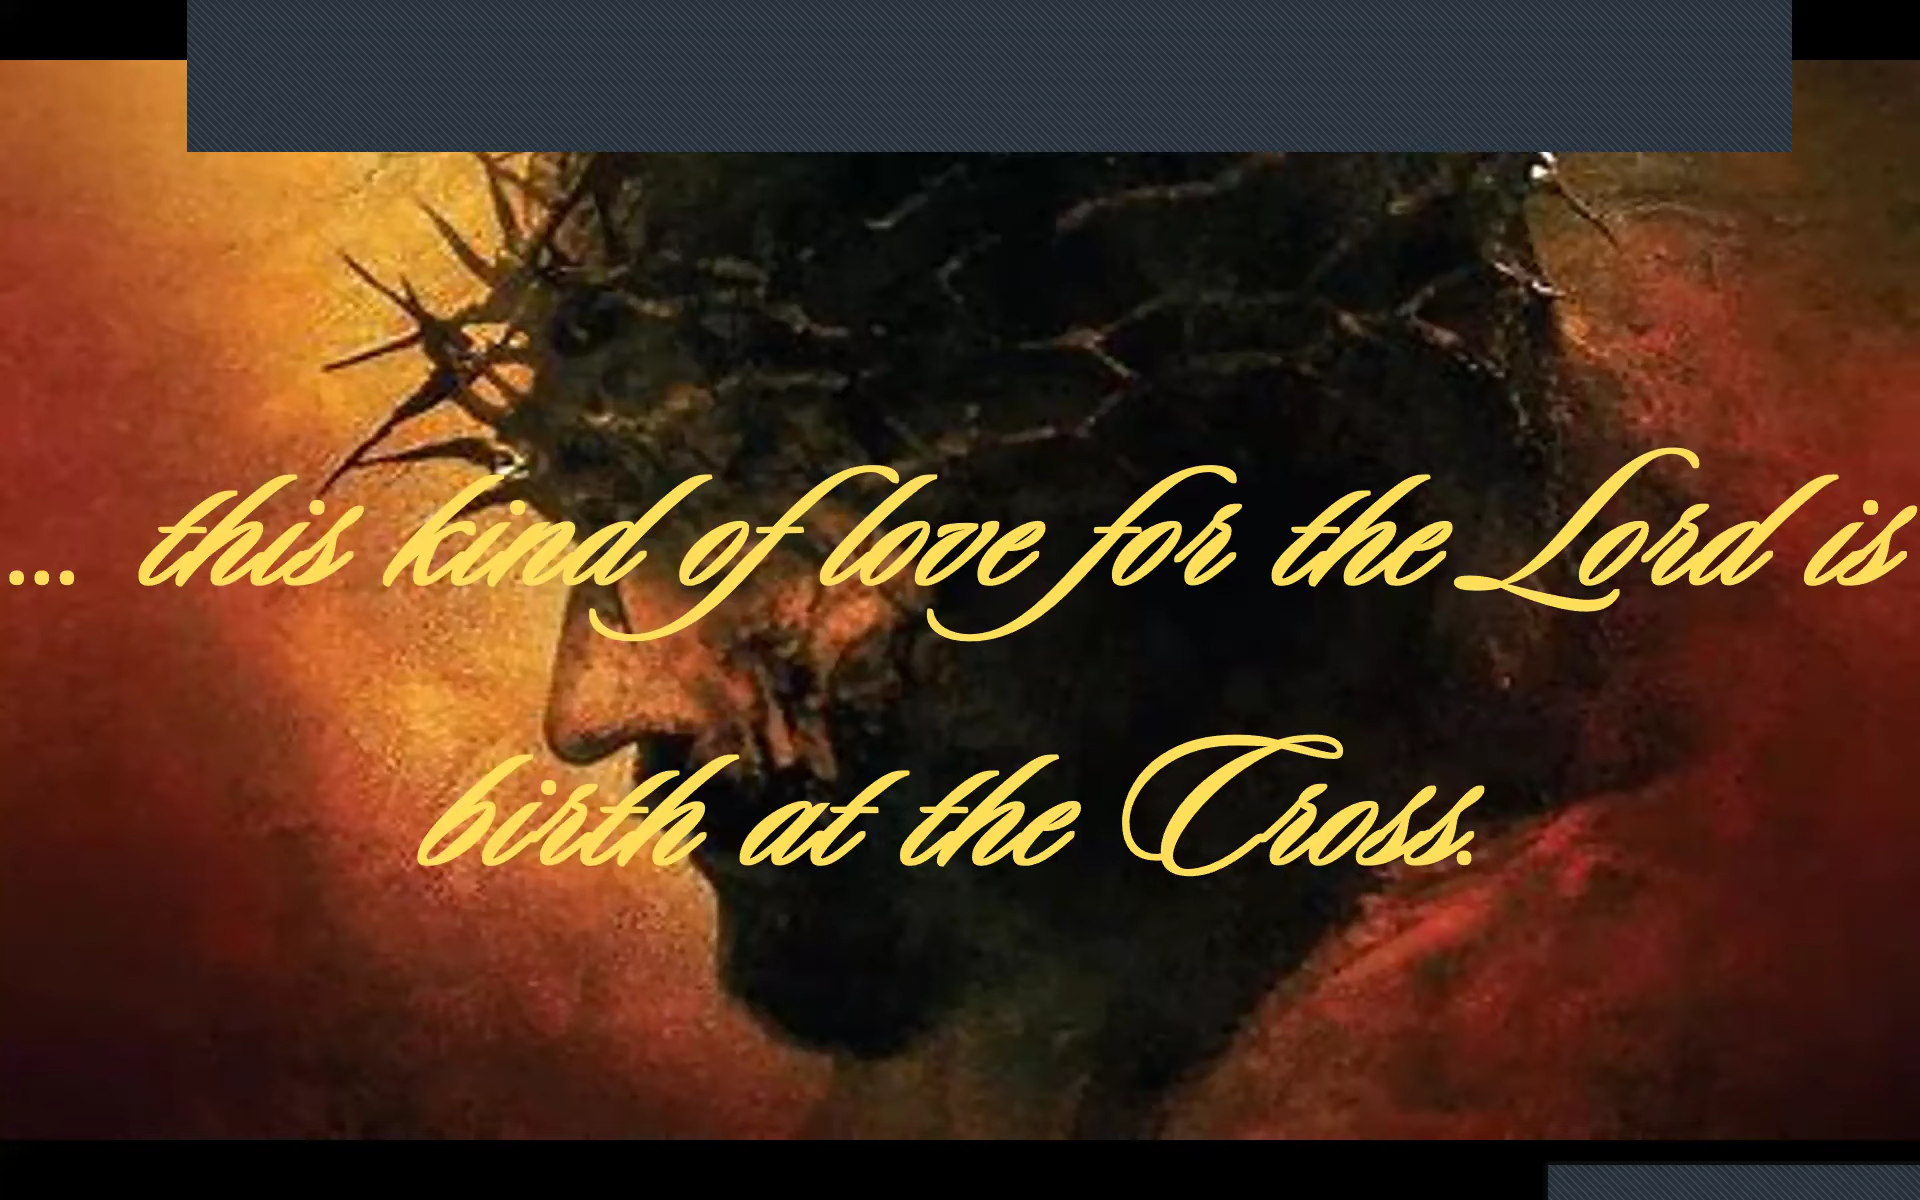 ... this kind of love for the Lord is
birth at the Cross.